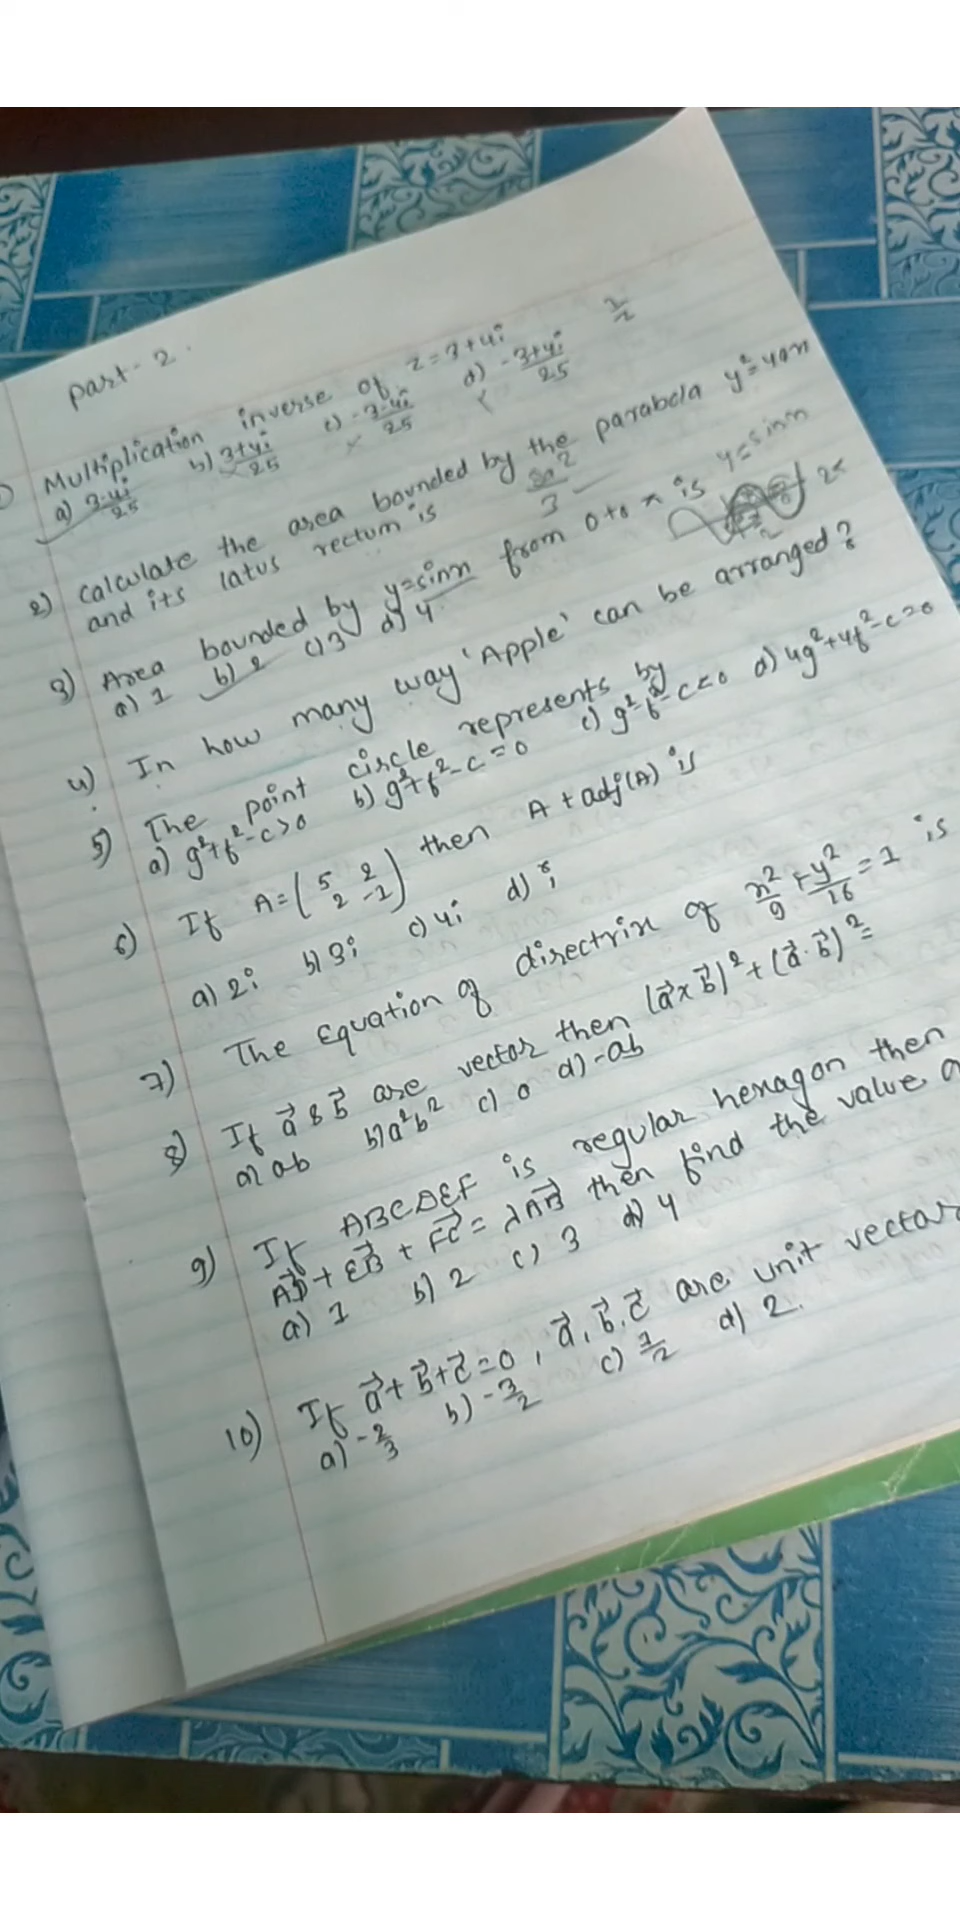 part-2.
Multiplication inverse of z=3+4i
a) 3-4i/25 b) 3+4i/25 c) -3-4i/25 d) -3+4i/25
2) Calculate the area bounded by the parabola y²=4ax
and its latus rectum is 8a²/3
3) Area bounded by y=sinx from 0 to π is y=sinx
a) 1 b) 2 c) 3 d) 4
4) In how many way 'Apple' can be arranged?
5) The point circle represents by
a) g²+f²-c>0 b) g²+f²-c=0 c) g²f²-c<0 d) 4g²+4f²-c=0
6) If A=(5 2 2 -1) then A+adj(A) is
a) 2i b) 3i c) 4i d) i
7) The Equation of directrix of x²/9+y²/16=1 is
8) If a⃗ & b⃗ are vector then (a⃗×b⃗)²+(a⃗.b⃗)²=
a) ab b) a²b² c) 0 d) -ab
9) If ABCDEF is regular hexagon then
AD⃗+EB⃗+FC⃗=λAB⃗ then find the value
a) 1 b) 2 c) 3 d) 4
10) If a⃗+b⃗+c⃗=0, a⃗,b⃗,c⃗ are unit vector
a) -2/3 b) -3/2 c) 1/2 d) 2.